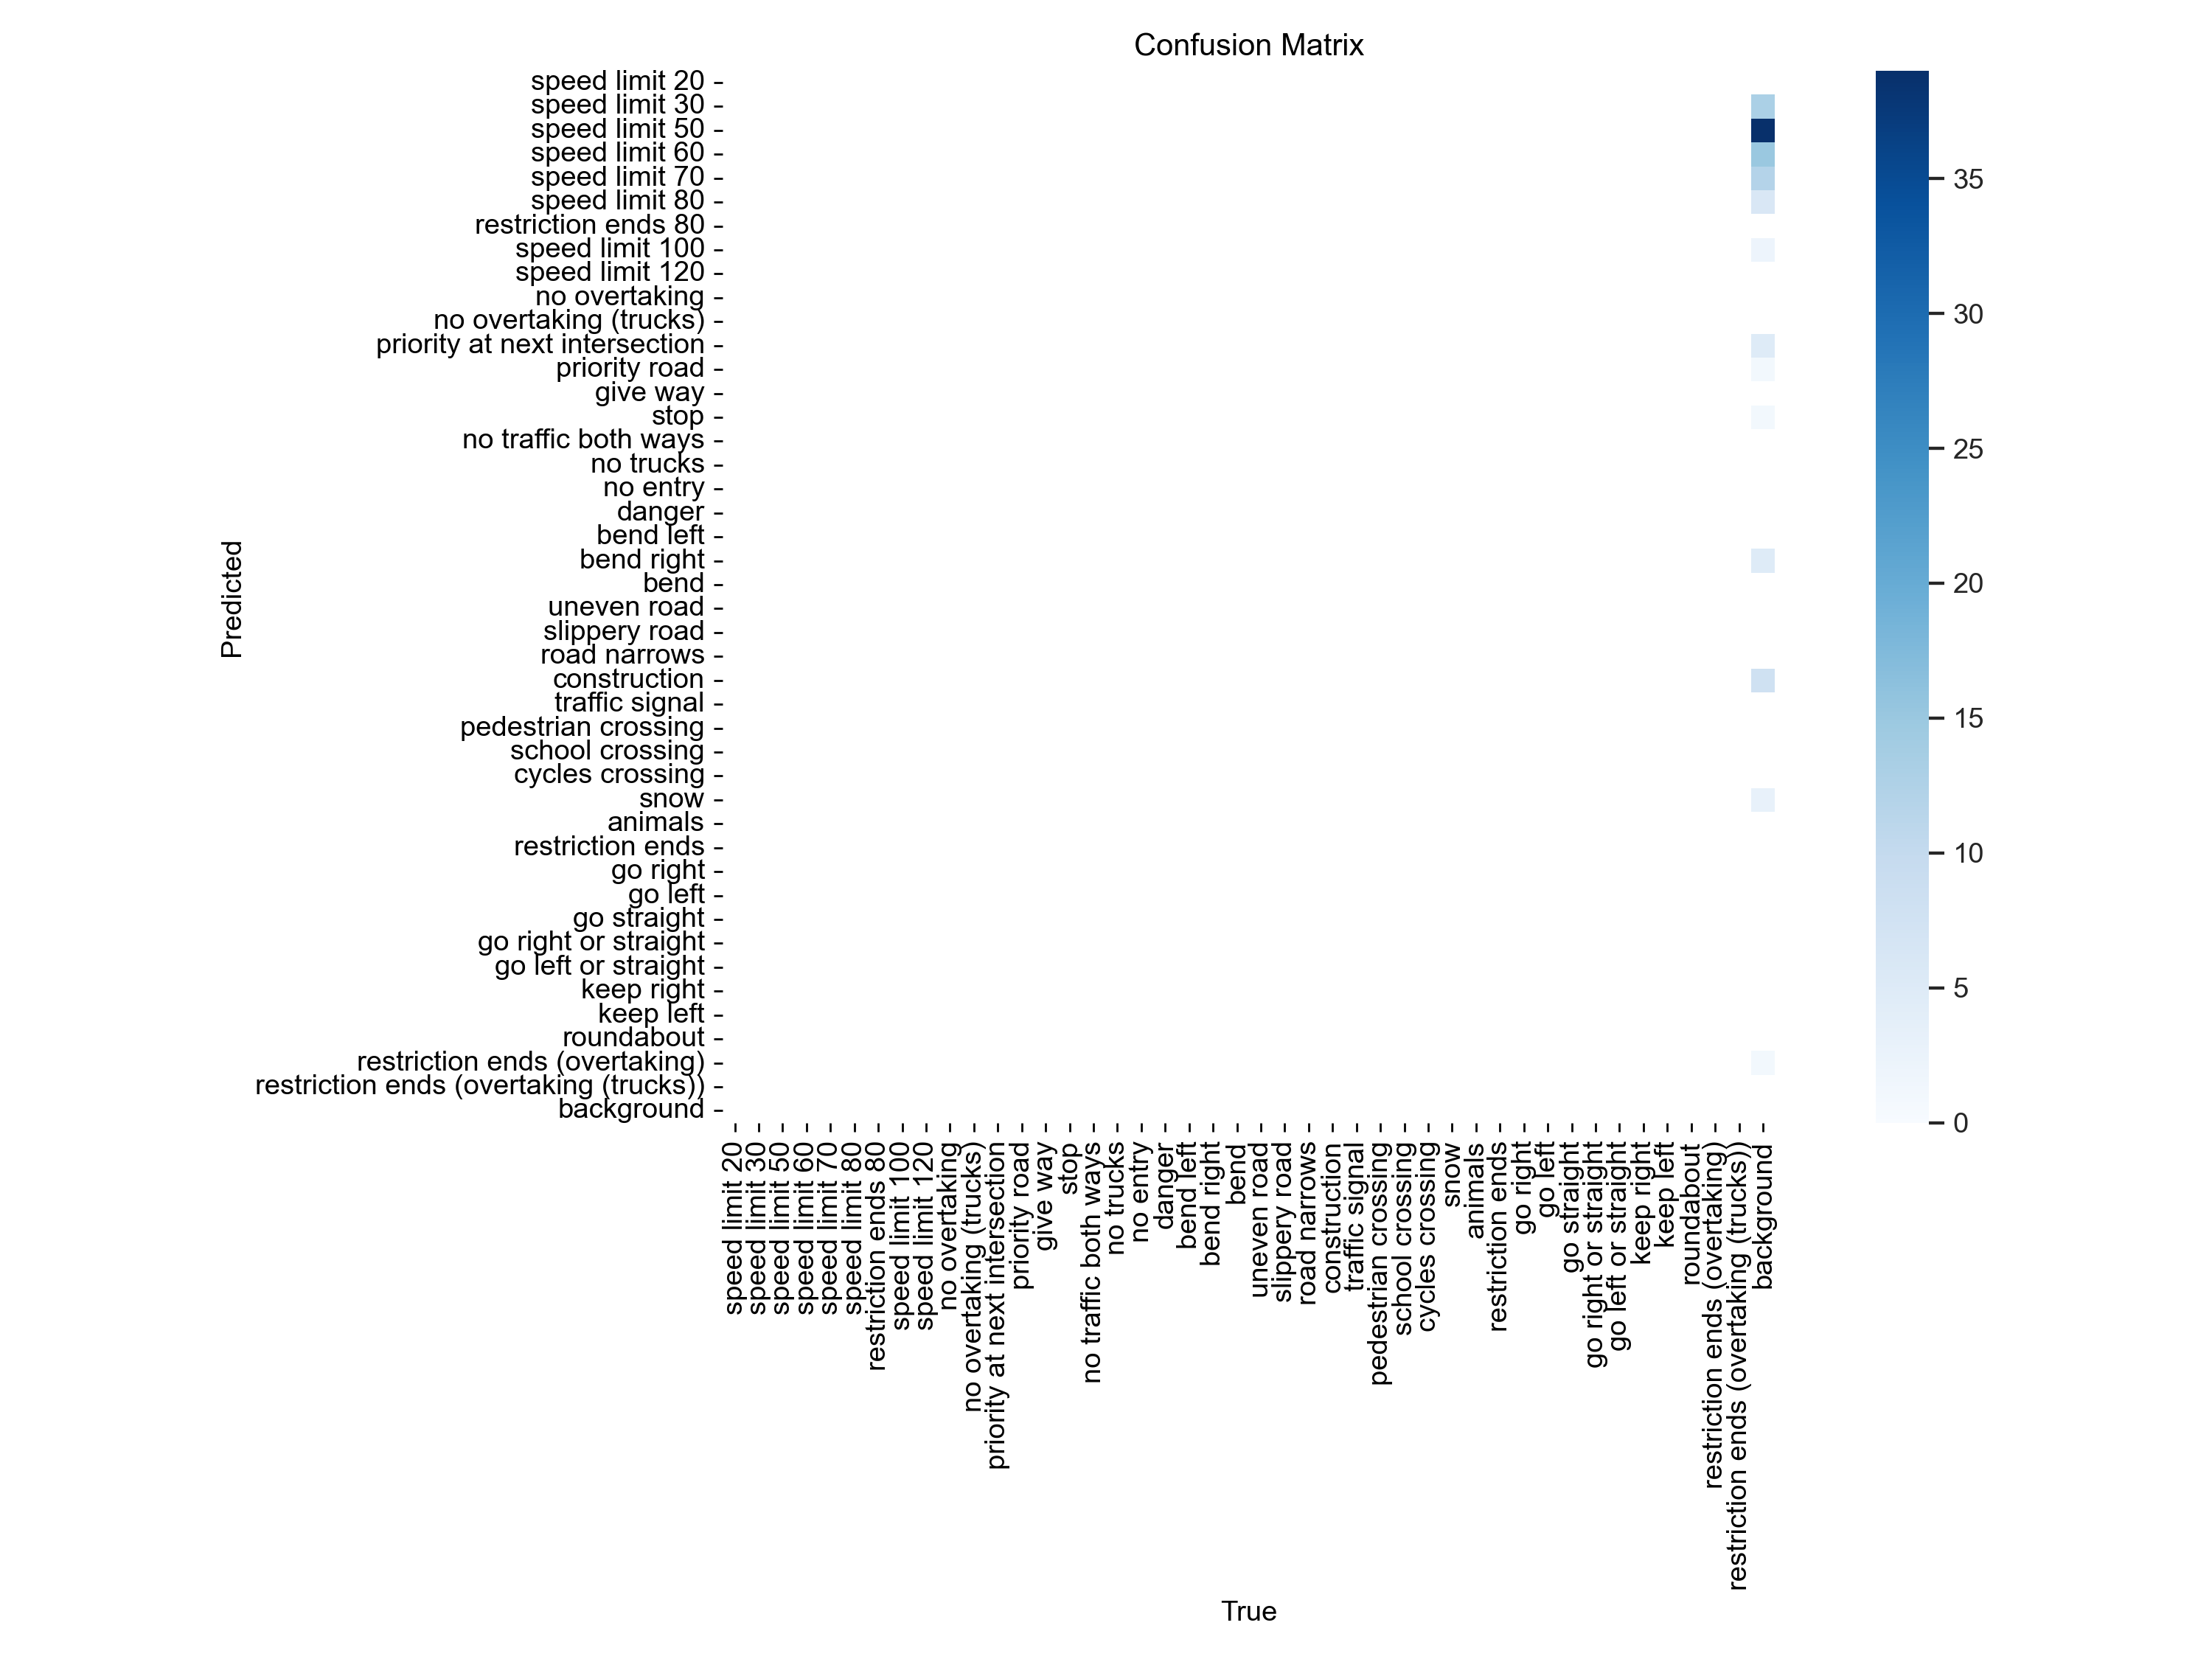 Confusion Matrix
speed limit 20
speed limit 30
speed limit 50
speed limit 60
speed limit 70
speed limit 80
restriction ends 80
speed limit 100
speed limit 120
no overtaking
no overtaking (trucks)
priority at next intersection
priority road
give way
stop
no traffic both ways
no trucks
no entry
danger
bend left
bend right
bend
uneven road
slippery road
road narrows
construction
traffic signal
pedestrian crossing
school crossing
cycles crossing
snow
animals
restriction ends
go right
go left
go straight
go right or straight
go left or straight
keep right
keep left
roundabout
restriction ends (overtaking)
restriction ends (overtaking (trucks))
background
Predicted
speed limit 20
speed limit 30
speed limit 50
speed limit 60
speed limit 70
speed limit 80
restriction ends 80
speed limit 100
speed limit 120
no overtaking
no overtaking (trucks)
priority at next intersection
priority road
give way
stop
no traffic both ways
no trucks
no entry
danger
bend left
bend right
bend
uneven road
slippery road
road narrows
construction
traffic signal
pedestrian crossing
school crossing
cycles crossing
snow
animals
restriction ends
go right
go left
go straight
go right or straight
go left or straight
keep right
keep left
roundabout
restriction ends (overtaking)
restriction ends (overtaking (trucks))
background
True
35
30
25
20
15
10
5
0